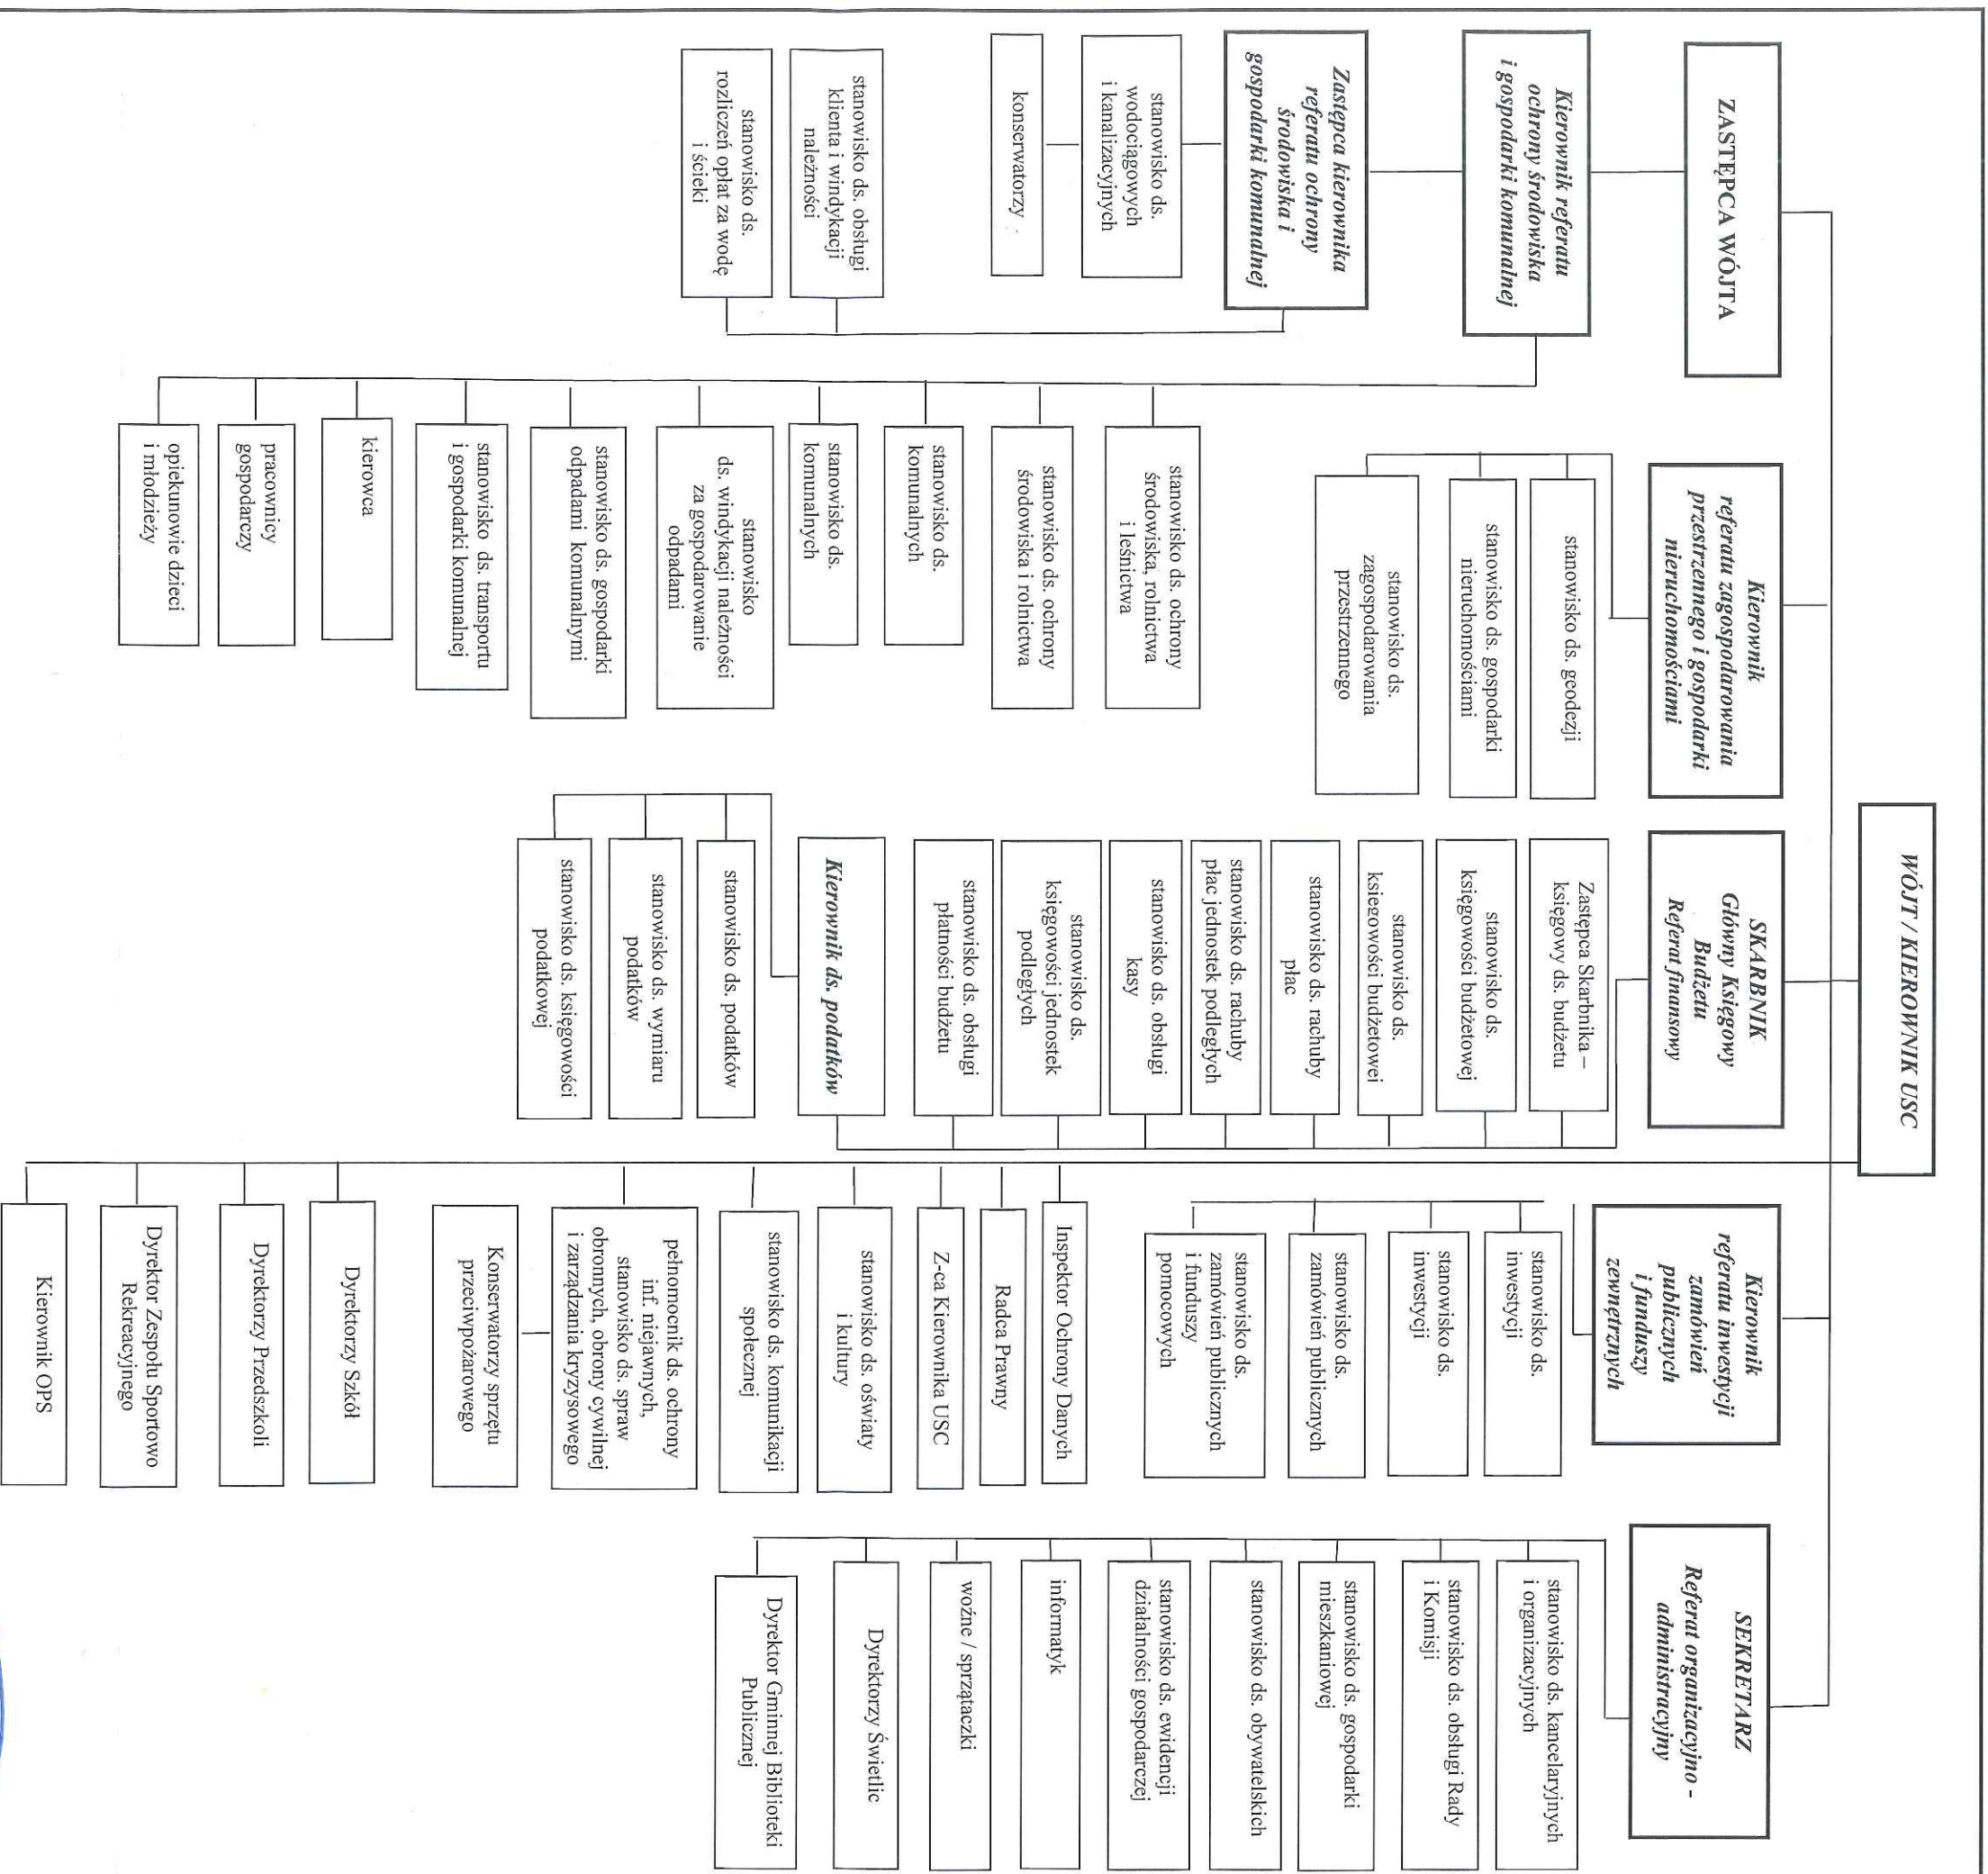 WÓJT / KIEROWNIK USC
ZASTĘPCA WÓJTA
Kierownik referatu
ochrony środowiska
i gospodarki komunalnej
Zastępca kierownika
referatu ochrony
środowiska i
gospodarki komunalnej
stanowisko ds.
wodociągowych
i kanalizacyjnych
konserwatorzy
stanowisko ds. obsługi
klienta i windykacji
należności
stanowisko ds.
rozliczeń opłat za wodę
i ścieki
stanowisko ds. ochrony
środowiska, rolnictwa
i leśnictwa
stanowisko ds. ochrony
środowiska i rolnictwa
stanowisko ds.
komunalnych
stanowisko ds.
komunalnych
stanowisko
ds. windykacji należności
za gospodarowanie
odpadami
stanowisko ds. gospodarki
odpadami komunalnymi
stanowisko ds. transportu
i gospodarki komunalnej
kierowca
pracownicy
gospodarczy
opiekunowie dzieci
i młodzieży
Kierownik
referatu zagospodarowania
przestrzennego i gospodarki
nieruchomościami
stanowisko ds. geodezji
stanowisko ds. gospodarki
nieruchomościami
stanowisko ds.
zagospodarowania
przestrzennego
SKARBNIK
Główny Księgowy
Budżetu
Referat finansowy
Zastępca Skarbnika –
księgowy ds. budżetu
stanowisko ds.
księgowości budżetowej
stanowisko ds.
ksiegowości budżetowei
stanowisko ds. rachuby
płac
stanowisko ds. rachuby
płac jednostek podległych
stanowisko ds. obsługi
kasy
stanowisko ds.
księgowości jednostek
podległych
stanowisko ds. obsługi
płatności budżetu
Kierownik ds. podatków
stanowisko ds. podatków
stanowisko ds. wymiaru
podatków
stanowisko ds. księgowości
podatkowej
Kierownik
referatu inwestycji
zamówień
publicznych
i funduszy
zewnętrznych
stanowisko ds.
inwestycji
stanowisko ds.
inwestycji
stanowisko ds.
zamówień publicznych
stanowisko ds.
zamówień publicznych
i funduszy
pomocowych
Inspektor Ochrony Danych
Radca Prawny
Z-ca Kierownika USC
stanowisko ds. oświaty
i kultury
stanowisko ds. komunikacji
społecznej
pełnomocnik ds. ochrony
inf. niejawnych,
stanowisko ds. spraw
obronnych, obrony cywilnej
i zarządzania kryzysowego
Konserwatorzy sprzętu
przeciwpożarowego
Dyrektorzy Szkół
Dyrektorzy Przedszkoli
Dyrektor Zespołu Sportowo
Rekreacyjnego
Kierownik OPS
SEKRETARZ
Referat organizacyjno -
administracyjny
stanowisko ds. kancelaryjnych
i organizacyjnych
stanowisko ds. obsługi Rady
i Komisji
stanowisko ds. gospodarki
mieszkaniowej
stanowisko ds. obywatelskich
stanowisko ds. ewidencji
działalności gospodarczej
informatyk
woźne / sprzątaczki
Dyrektorzy Świetlic
Dyrektor Gminnej Biblioteki
Publicznej